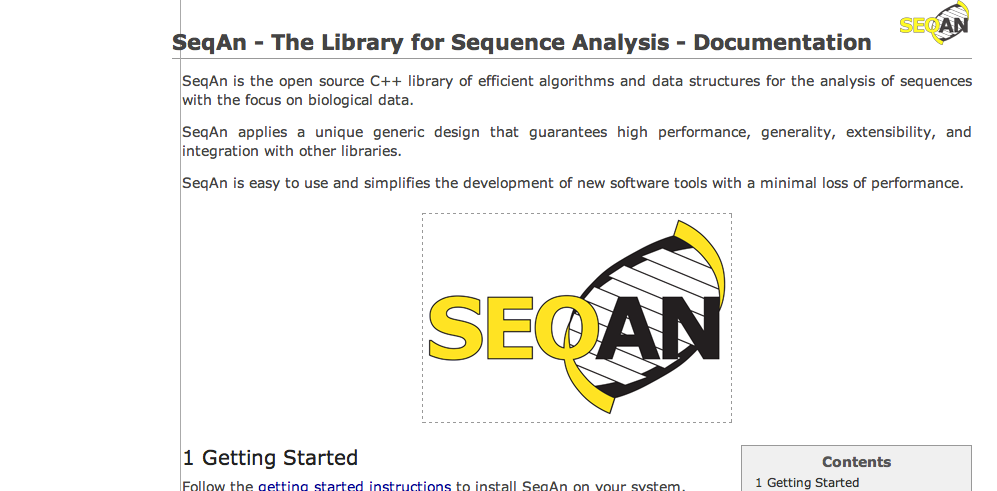 SEQAN
SeqAn - The Library for Sequence Analysis - Documentation
SeqAn is the open source C++ library of efficient algorithms and data structures for the analysis of sequences
with the focus on biological data.
SeqAn applies a unique generic design that guarantees high performance, generality, extensibility, and
integration with other libraries.
SeqAn is easy to use and simplifies the development of new software tools with a minimal loss of performance.
SEQAN
1 Getting Started
Follow the getting started instructions to install SeqAn on your system.
Contents
1 Getting Started